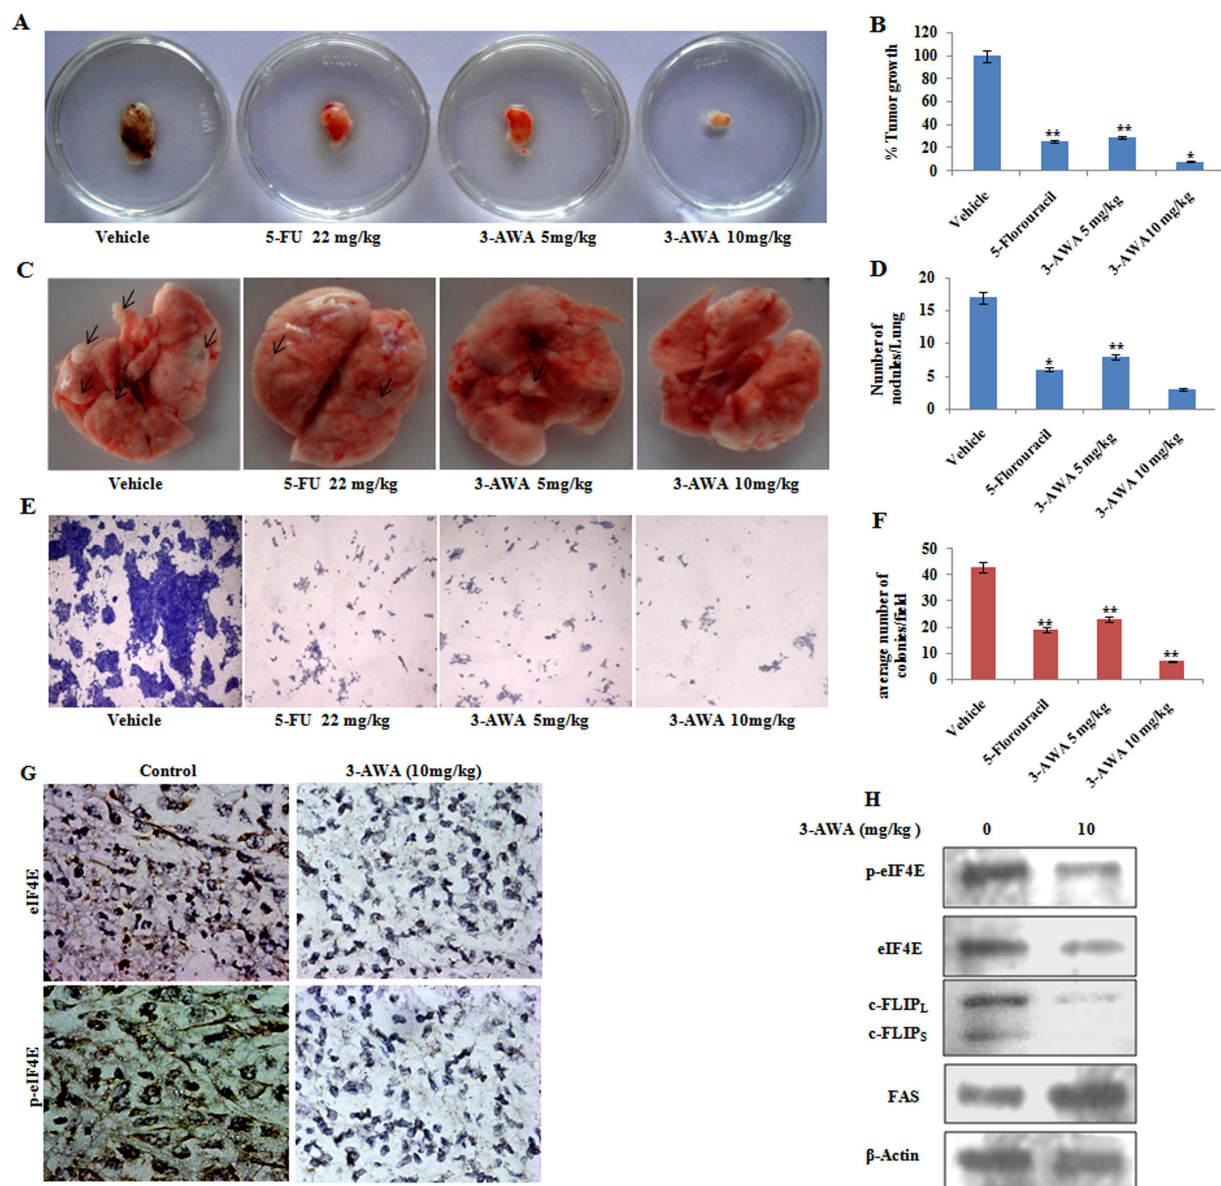 A
Vehicle
5-FU 22 mg/kg
3-AWA 5mg/kg
3-AWA 10mg/kg
B
% Tumor growth
120
100
80
60
40
20
0
**
**
*
Vehicle
5-Florouracil
3-AWA 5 mg/kg
3-AWA 10 mg/kg
C
Vehicle
5-FU 22 mg/kg
3-AWA 5mg/kg
3-AWA 10mg/kg
D
Number of
nodules/Lung
20
15
10
5
0
*
**
Vehicle
5-Florouracil
3-AWA 5 mg/kg
3-AWA 10 mg/kg
E
Vehicle
5-FU 22 mg/kg
3-AWA 5mg/kg
3-AWA 10mg/kg
F
average number of
colonies/field
50
40
30
20
10
0
**
**
**
Vehicle
5-Florouracil
3-AWA 5 mg/kg
3-AWA 10 mg/kg
G
Control
3-AWA (10mg/kg)
eIF4E
p-eIF4E
H
3-AWA (mg/kg ) 0 10
p-eIF4E
eIF4E
c-FLIPL
c-FLIPS
FAS
β-Actin